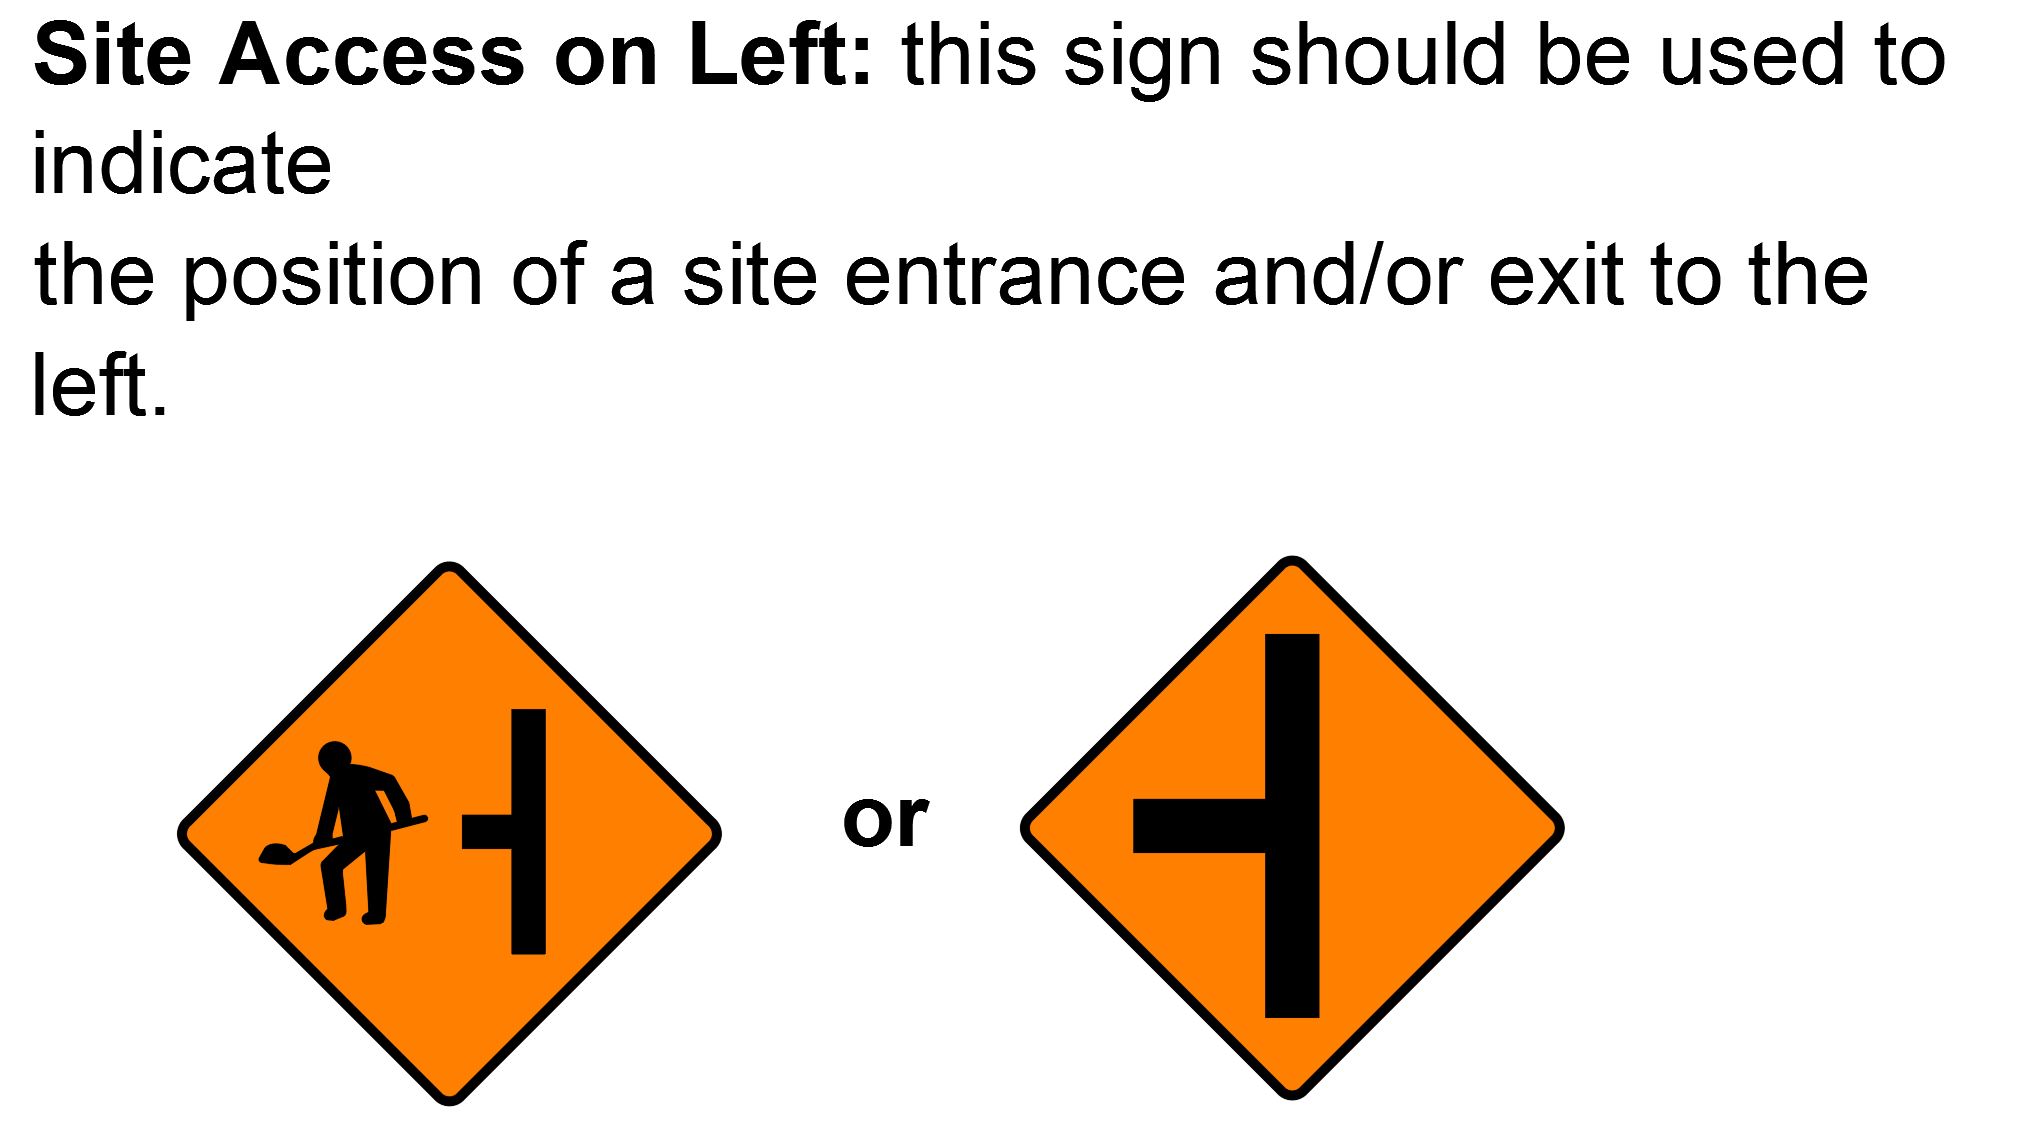 Site Access on Left: this sign should be used to
indicate
the position of a site entrance and/or exit to the
left.
or